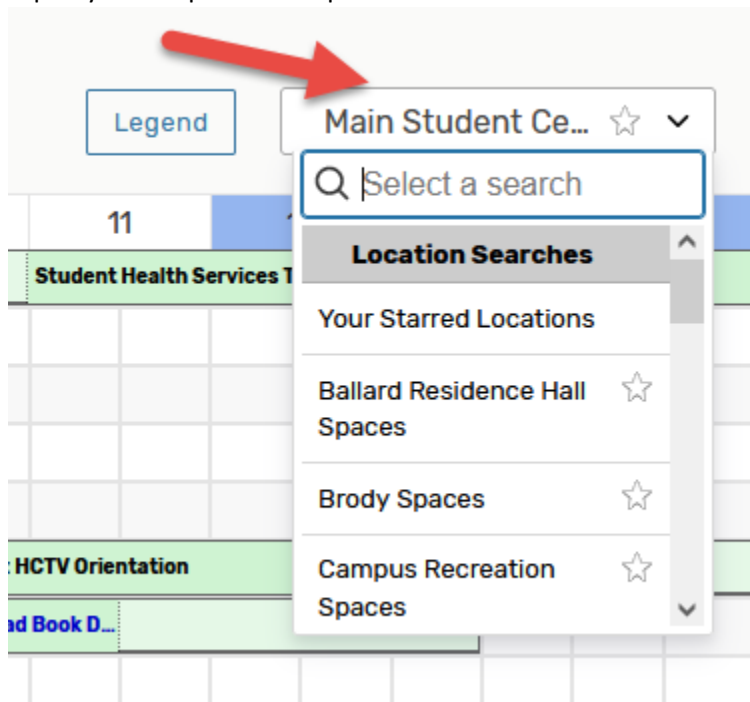 Legend
Main Student Ce...
Select a search
11
Location Searches
Student Health Services T
Your Starred Locations
Ballard Residence Hall
Spaces
Brody Spaces
HCTV Orientation
Campus Recreation
Spaces
ad Book D...